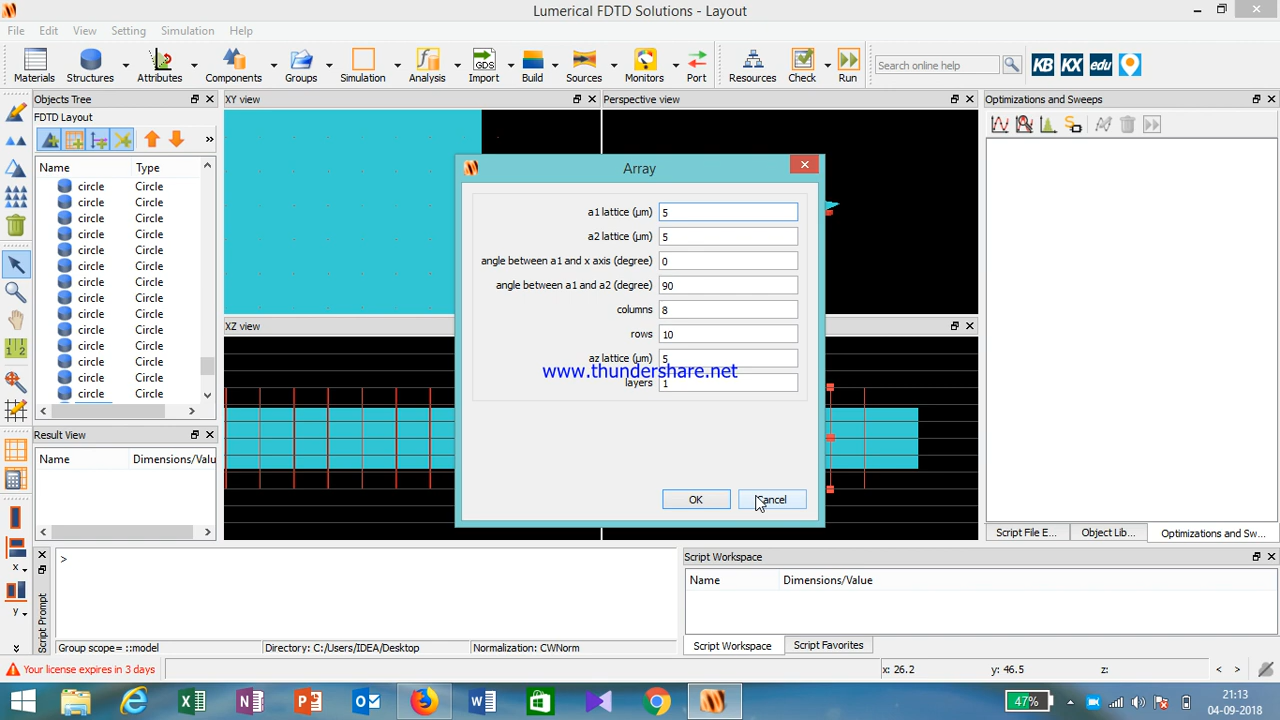 Lumerical FDTD Solutions - Layout
File Edit View Setting Simulation Help
Materials Structures Attributes Components Groups Simulation Analysis Import Build Sources Monitors Port Resources Check Run
GDS
Search online help
KB KX edu
Objects Tree
FDTD Layout
Name Type
circle Circle
circle Circle
circle Circle
circle Circle
circle Circle
circle Circle
circle Circle
circle Circle
circle Circle
circle Circle
circle Circle
circle Circle
circle Circle
circle Circle
Result View
Name Dimensions/Valu
XY view
Perspective view
XZ view
Array
a1 lattice (µm) 5
a2 lattice (µm) 5
angle between a1 and x axis (degree) 0
angle between a1 and a2 (degree) 90
columns 8
rows 10
az lattice (µm) 5
www.thundershare.net
layers 1
OK Cancel
Optimizations and Sweeps
Script File E... Object Lib... Optimizations and Sw...
x
y
Script Prompt
>
Group scope= ::model Directory: C:/Users/IDEA/Desktop Normalization: CWNorm
Script Workspace
Name Dimensions/Value
Script Workspace Script Favorites
Your license expires in 3 days
x: 26.2 y: 46.5 z:
47%
21:13
04-09-2018